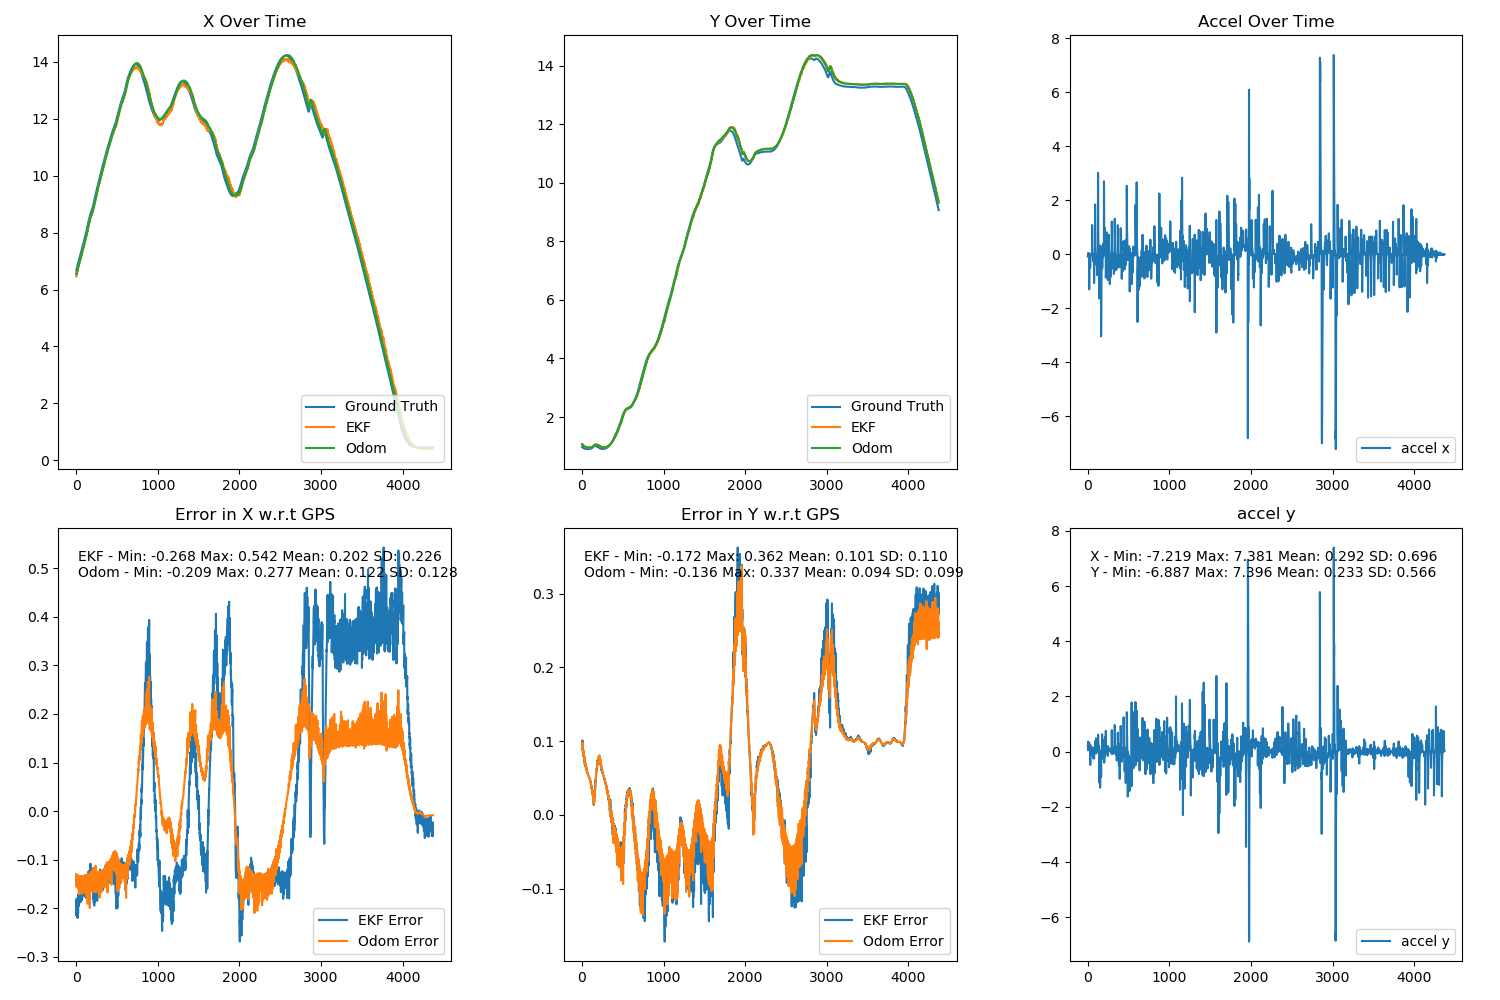 X Over Time
14
12
10
8
6
4
2
0
0 1000 2000 3000 4000
Ground Truth
EKF
Odom
Y Over Time
14
12
10
8
6
4
2
0 1000 2000 3000 4000
Ground Truth
EKF
Odom
Accel Over Time
8
6
4
2
0
−2
−4
−6
0 1000 2000 3000 4000
accel x
Error in X w.r.t GPS
EKF - Min: -0.268 Max: 0.542 Mean: 0.202 SD: 0.226
Odom - Min: -0.209 Max: 0.277 Mean: 0.122 SD: 0.128
0.5
0.4
0.3
0.2
0.1
0.0
−0.1
−0.2
−0.3
0 1000 2000 3000 4000
EKF Error
Odom Error
Error in Y w.r.t GPS
EKF - Min: -0.172 Max: 0.362 Mean: 0.101 SD: 0.110
Odom - Min: -0.136 Max: 0.337 Mean: 0.094 SD: 0.099
0.3
0.2
0.1
0.0
−0.1
0 1000 2000 3000 4000
EKF Error
Odom Error
accel y
X - Min: -7.219 Max: 7.381 Mean: 0.292 SD: 0.696
Y - Min: -6.887 Max: 7.396 Mean: 0.233 SD: 0.566
8
6
4
2
0
−2
−4
−6
0 1000 2000 3000 4000
accel y